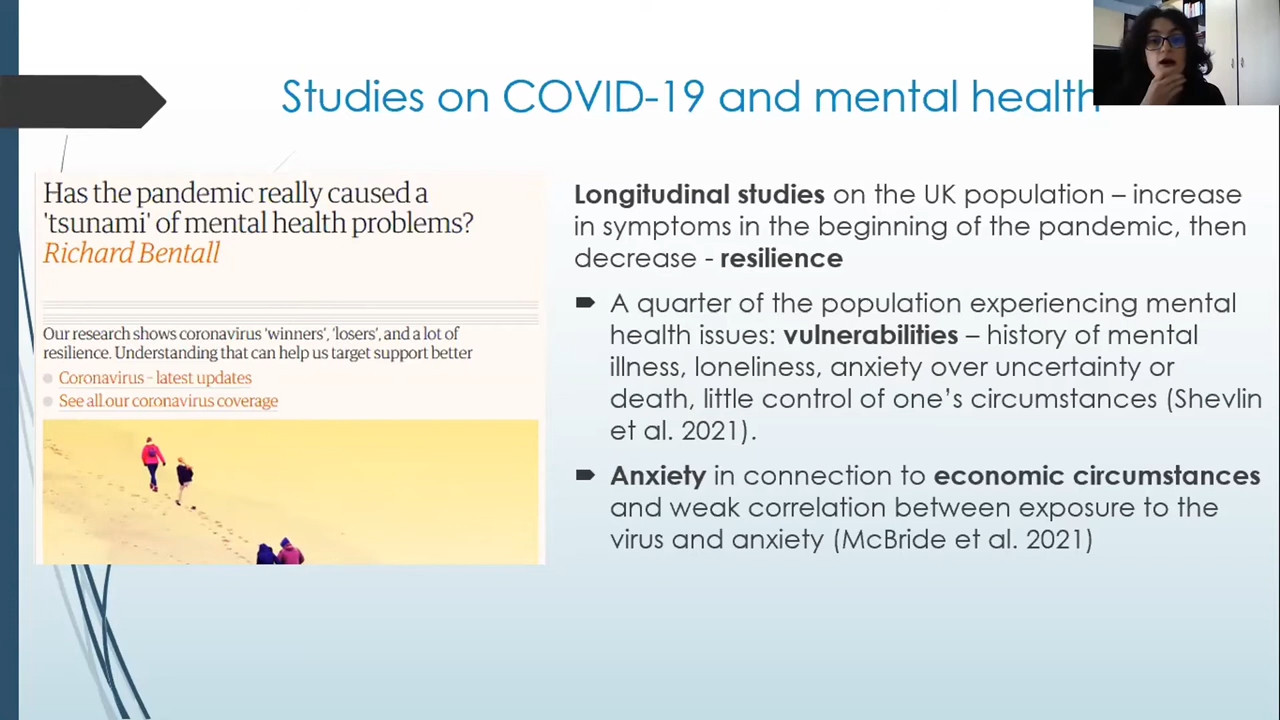 Studies on COVID-19 and mental health
Has the pandemic really caused a
'tsunami' of mental health problems?
Richard Bentall
Our research shows coronavirus 'winners', 'losers', and a lot of
resilience. Understanding that can help us target support better
Coronavirus – latest updates
See all our coronavirus coverage
Longitudinal studies on the UK population – increase
in symptoms in the beginning of the pandemic, then
decrease - resilience
A quarter of the population experiencing mental
health issues: vulnerabilities – history of mental
illness, loneliness, anxiety over uncertainty or
death, little control of one's circumstances (Shevlin
et al. 2021).
Anxiety in connection to economic circumstances
and weak correlation between exposure to the
virus and anxiety (McBride et al. 2021)